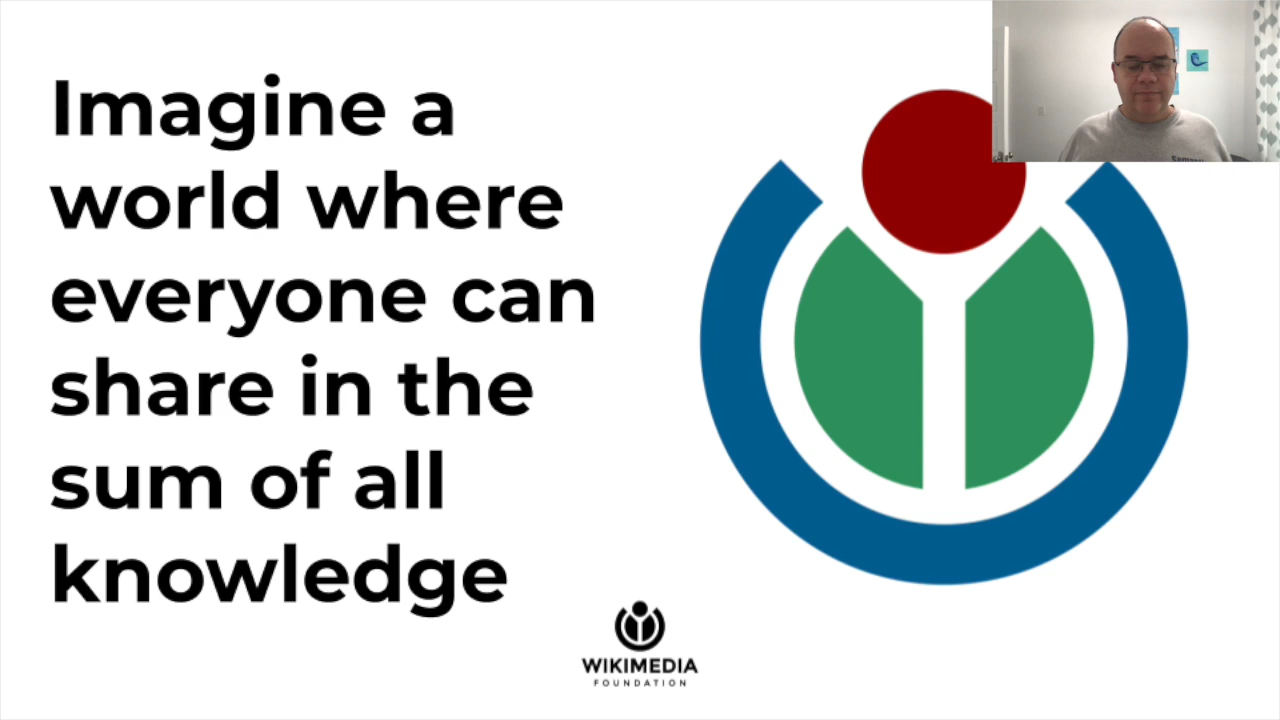 Imagine a
world where
everyone can
share in the
sum of all
knowledge
WIKIMEDIA
FOUNDATION